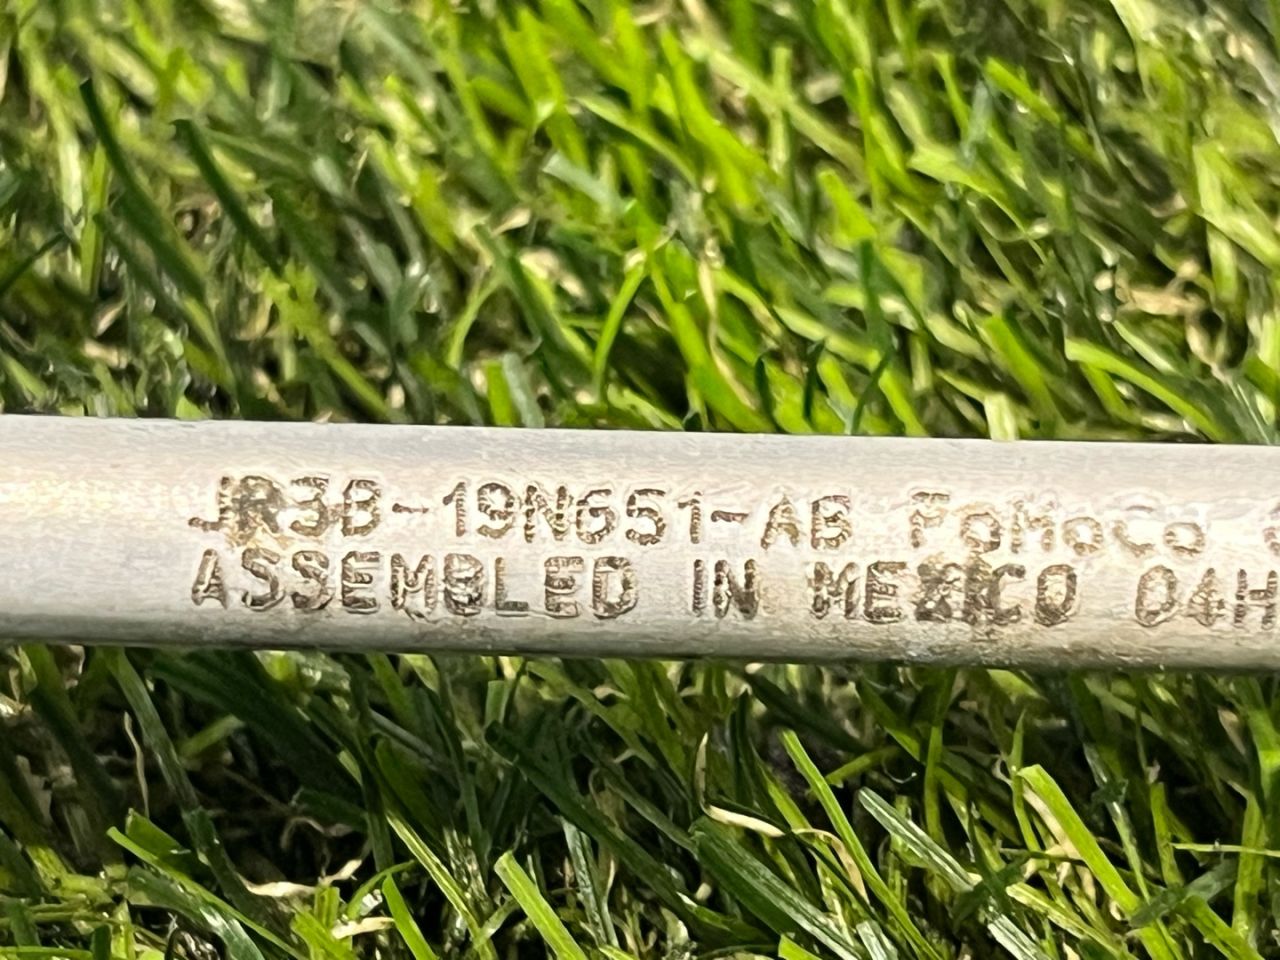 JR3B-19N651-AB FoMoCo
ASSEMBLED IN MEXICO 04H